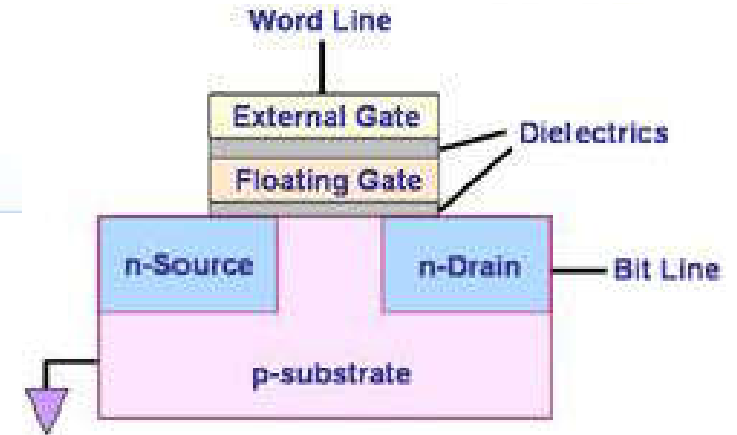 Word Line
External Gate
Dielectrics
Floating Gate
n-Source
n-Drain
Bit Line
p-substrate